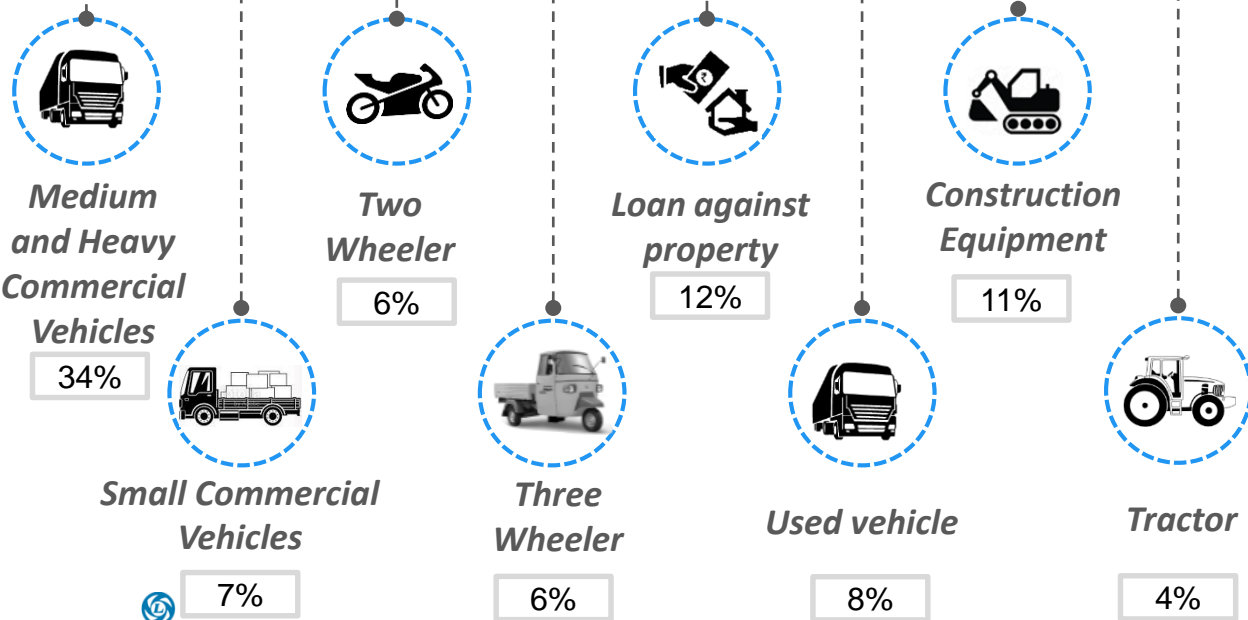 Medium
and Heavy
Commercial
Vehicles
34%
Small Commercial
Vehicles
7%
Two
Wheeler
6%
Three
Wheeler
6%
₹
Loan against
property
12%
Used vehicle
8%
Construction
Equipment
11%
Tractor
4%
L